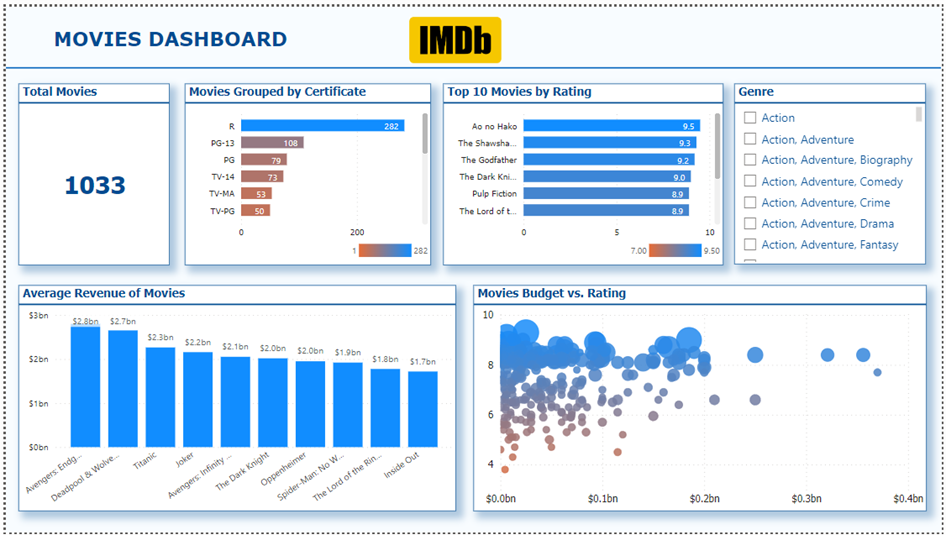 MOVIES DASHBOARD
IMDb
Total Movies
1033
Movies Grouped by Certificate
R 282
PG-13 108
PG 79
TV-14 73
TV-MA 53
TV-PG 50
0 200
1 282
Top 10 Movies by Rating
Ao no Hako 9.5
The Shawsha... 9.3
The Godfather 9.2
The Dark Kni... 9.0
Pulp Fiction 8.9
The Lord of t... 8.9
0 5 10
7.00 9.50
Genre
Action
Action, Adventure
Action, Adventure, Biography
Action, Adventure, Comedy
Action, Adventure, Crime
Action, Adventure, Drama
Action, Adventure, Fantasy
Average Revenue of Movies
$3bn
$2bn
$1bn
$0bn
$2.8bn $2.7bn $2.3bn $2.2bn $2.1bn $2.0bn $2.0bn $1.9bn $1.8bn $1.7bn
Avengers: Endg...
Deadpool & Wolve...
Titanic
Joker
Avengers: Infinity ...
The Dark Knight
Oppenheimer
Spider-Man: No W...
The Lord of the Rin...
Inside Out
Movies Budget vs. Rating
10
8
6
4
$0.0bn $0.1bn $0.2bn $0.3bn $0.4bn